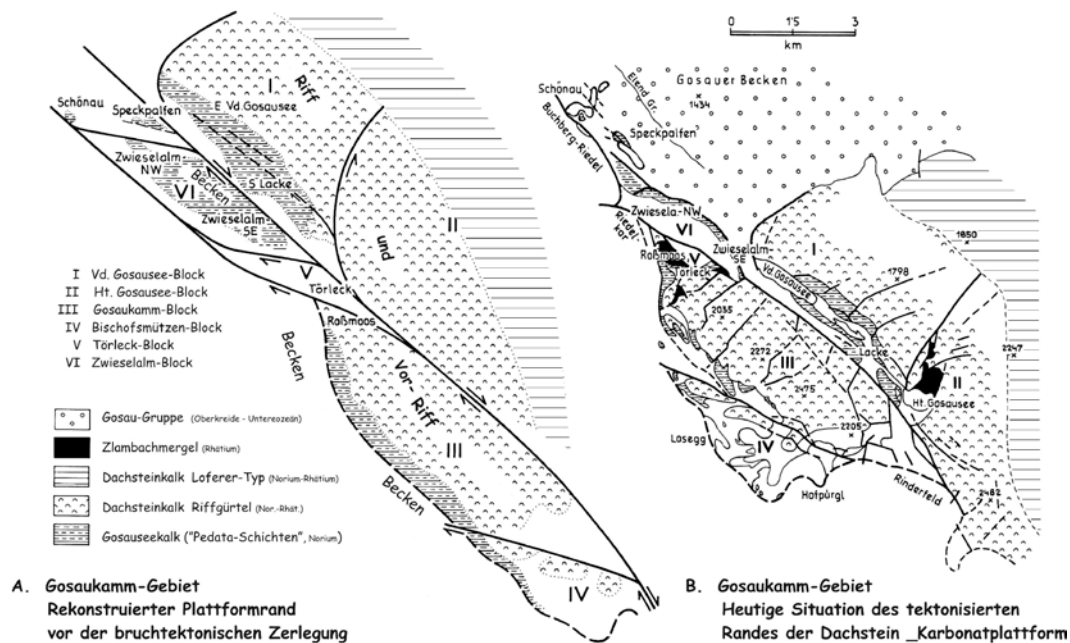 Schönau
Speckpalfen
Zwieselalm-
NW
VI
Becken
Zwieselalm-
SE
I
Riff
E Vd. Gosausee
S Lacke
und
II
V
Törleck
Raßmoos
Becken
Vor-
Riff
III
Becken
IV
I Vd. Gosausee-Block
II Ht. Gosausee-Block
III Gosaukamm-Block
IV Bischofsmützen-Block
V Törleck-Block
VI Zwieselalm-Block
Gosau-Gruppe (Oberkreide - Untereozeän)
Zlambachmergel (Rhätium)
Dachsteinkalk Loferer-Typ (Norium-Rhätium)
Dachsteinkalk Riffgürtel (Nor.-Rhät.)
Gosauseekalk ("Pedata-Schichten", Norium)
A. Gosaukamm-Gebiet
Rekonstruierter Plattformrand
vor der bruchtektonischen Zerlegung
0 1'5 3
km
Gosauer Becken
1434
Elend Gr.
Schönau
Buchberg-Riedel
Speckpalfen
Zwiesela.-NW
VI
Riedel
kar
Raßmoos
V
Törleck
Zwieselalm
SE
Vd. Gosausee
I
1850
1798
2035
2272
III
2475
Lacke
2247
II
Ht. Gosausee
2205
Losegg
IV
Hofpürgl
Rinderfeld
2482
B. Gosaukamm-Gebiet
Heutige Situation des tektonisierten
Randes der Dachstein _Karbonatplattform